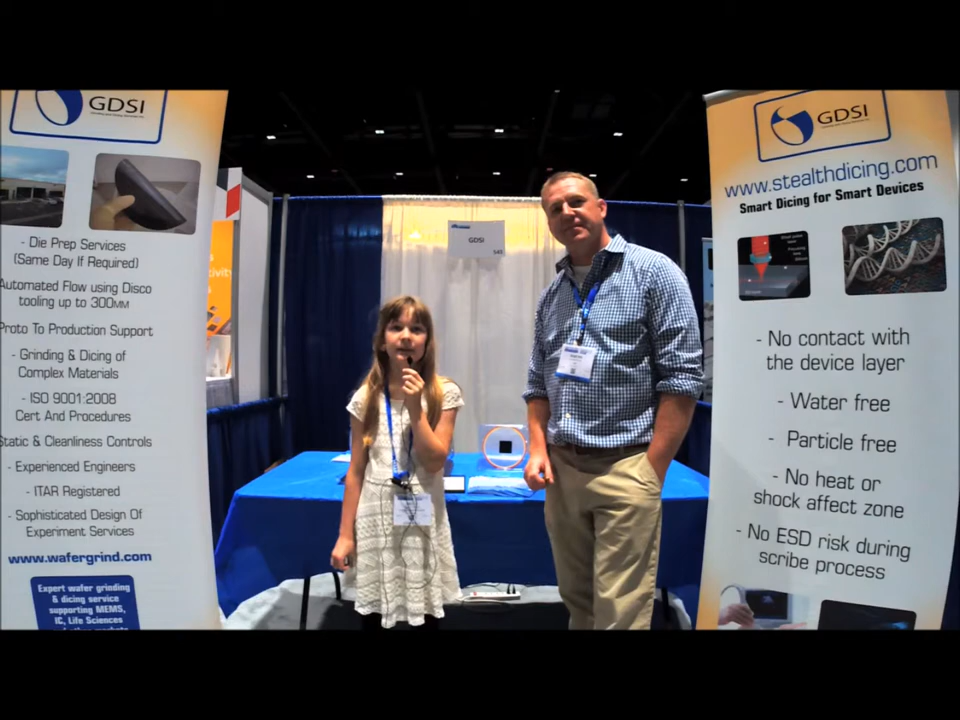 GDSI
- Die Prep Services
(Same Day If Required)
Automated Flow using Disco
tooling up to 300MM
Proto To Production Support
- Grinding & Dicing of
Complex Materials
- ISO 9001:2008
Cert And Procedures
Static & Cleanliness Controls
- Experienced Engineers
- ITAR Registered
- Sophisticated Design Of
Experiment Services
www.wafergrind.com
Expert wafer grinding
& dicing service
supporting MEMS,
IC, Life Sciences
GDSI
GDSI
www.stealthdicing.com
Smart Dicing for Smart Devices
- No contact with
the device layer
- Water free
- Particle free
- No heat or
shock affect zone
- No ESD risk during
scribe process